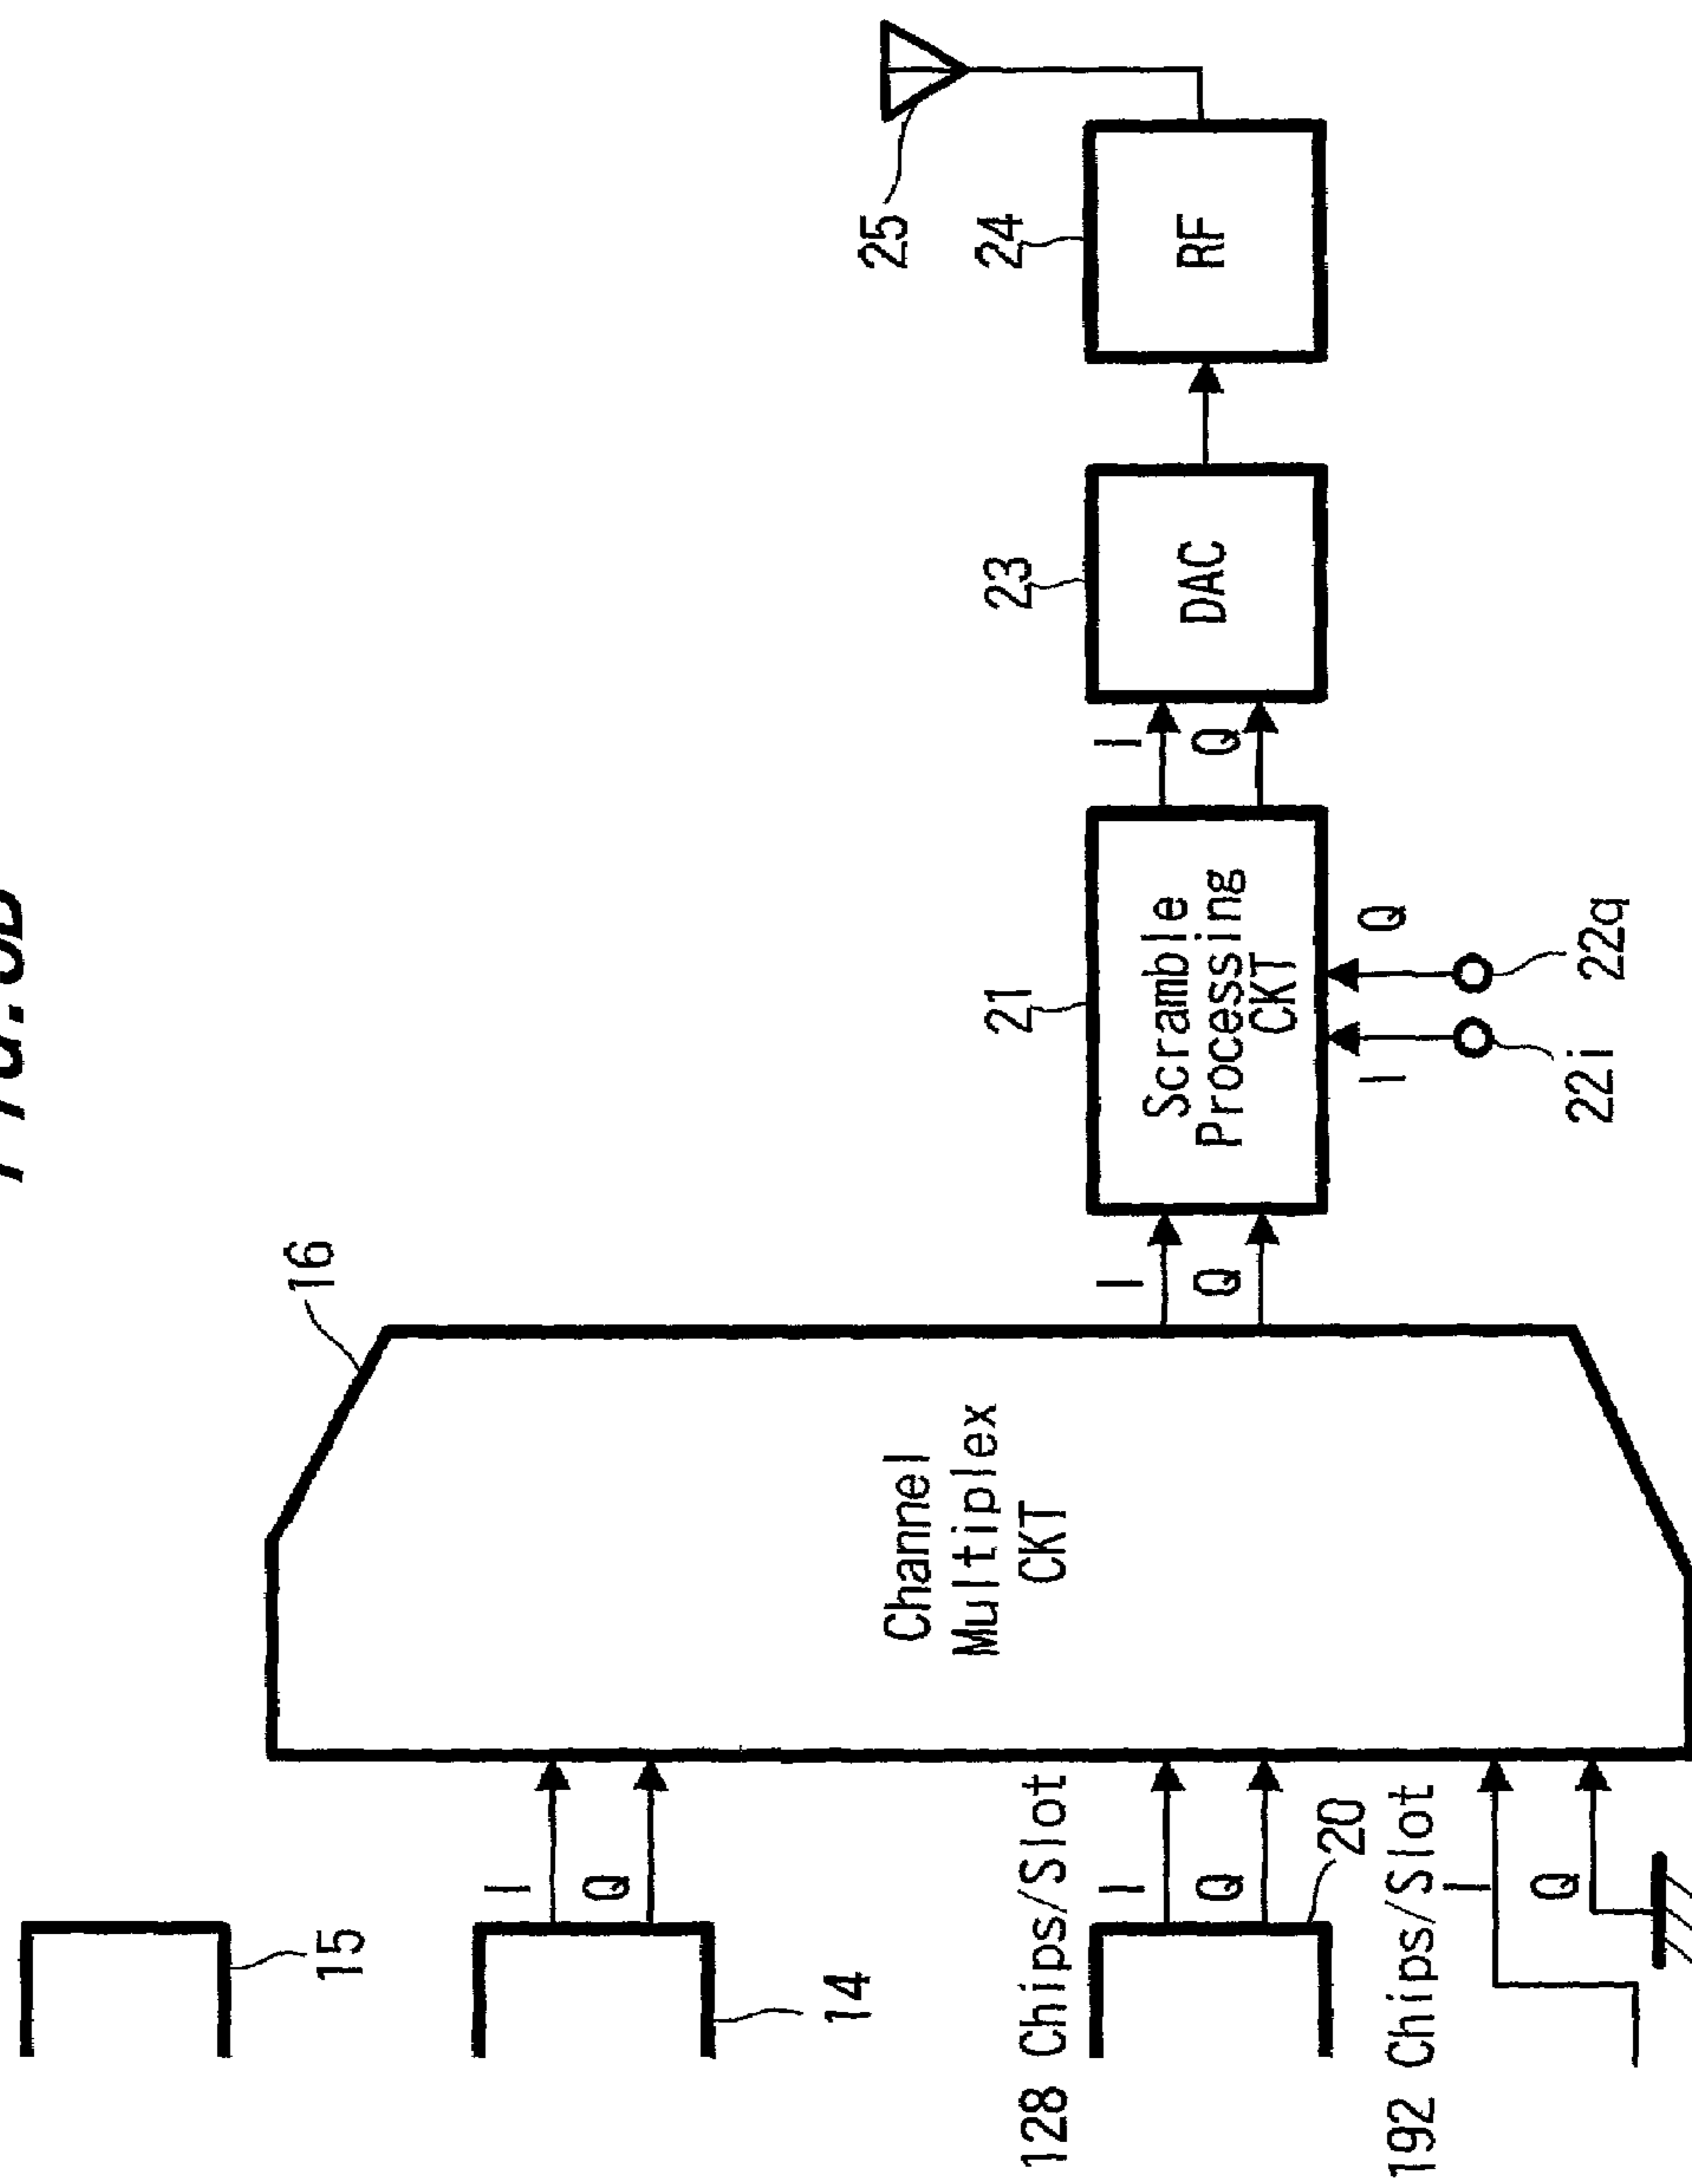 15
16
I
Q
14
25
Channel
Multiplex
CKT
21
23
24
128 Chips/Slot
I
Q
20
I
Q
Scramble
Processing
CKT
I
Q
DAC
RF
192 Chips/Slot
I
Q
I
Q
22i
22q